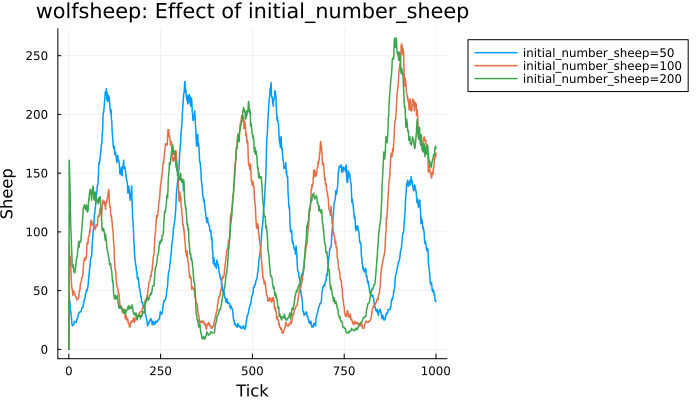 wolfsheep: Effect of initial_number_sheep
initial_number_sheep=50
initial_number_sheep=100
initial_number_sheep=200
Sheep
250
200
150
100
50
0
0 250 500 750 1000
Tick